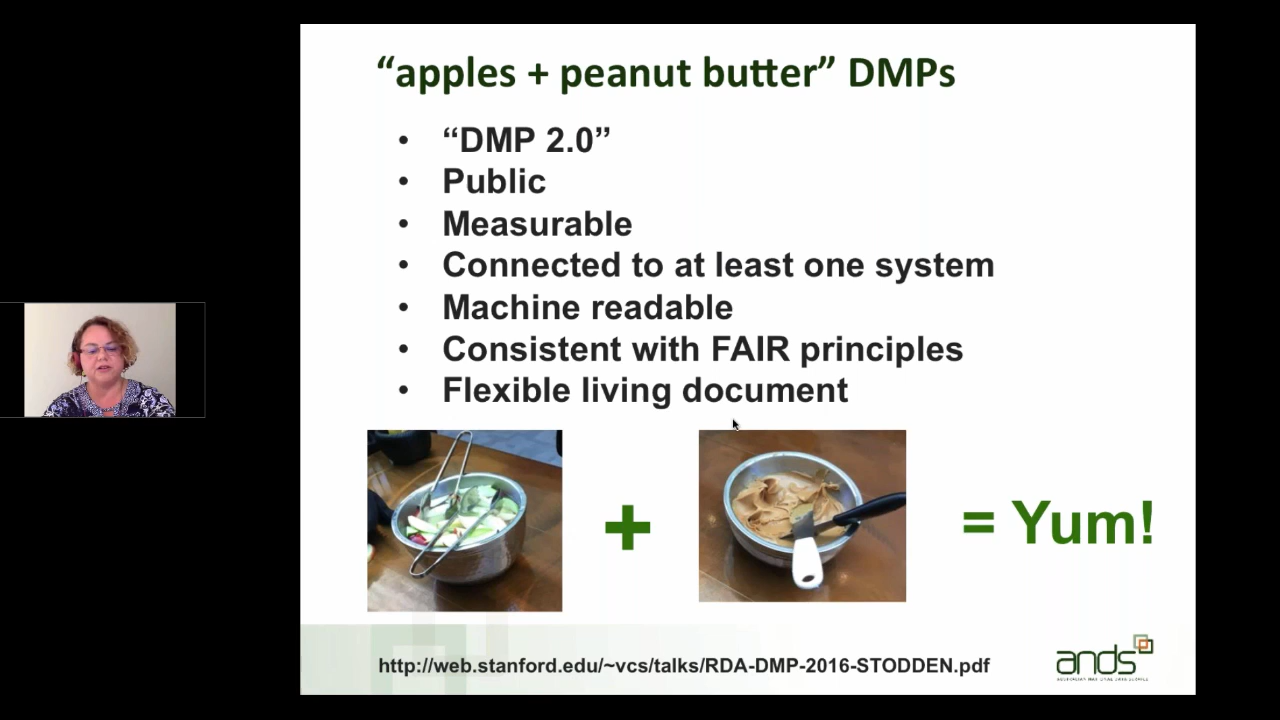 “apples + peanut butter” DMPs
• “DMP 2.0”
• Public
• Measurable
• Connected to at least one system
• Machine readable
• Consistent with FAIR principles
• Flexible living document
+
= Yum!
http://web.stanford.edu/~vcs/talks/RDA-DMP-2016-STODDEN.pdf
ands